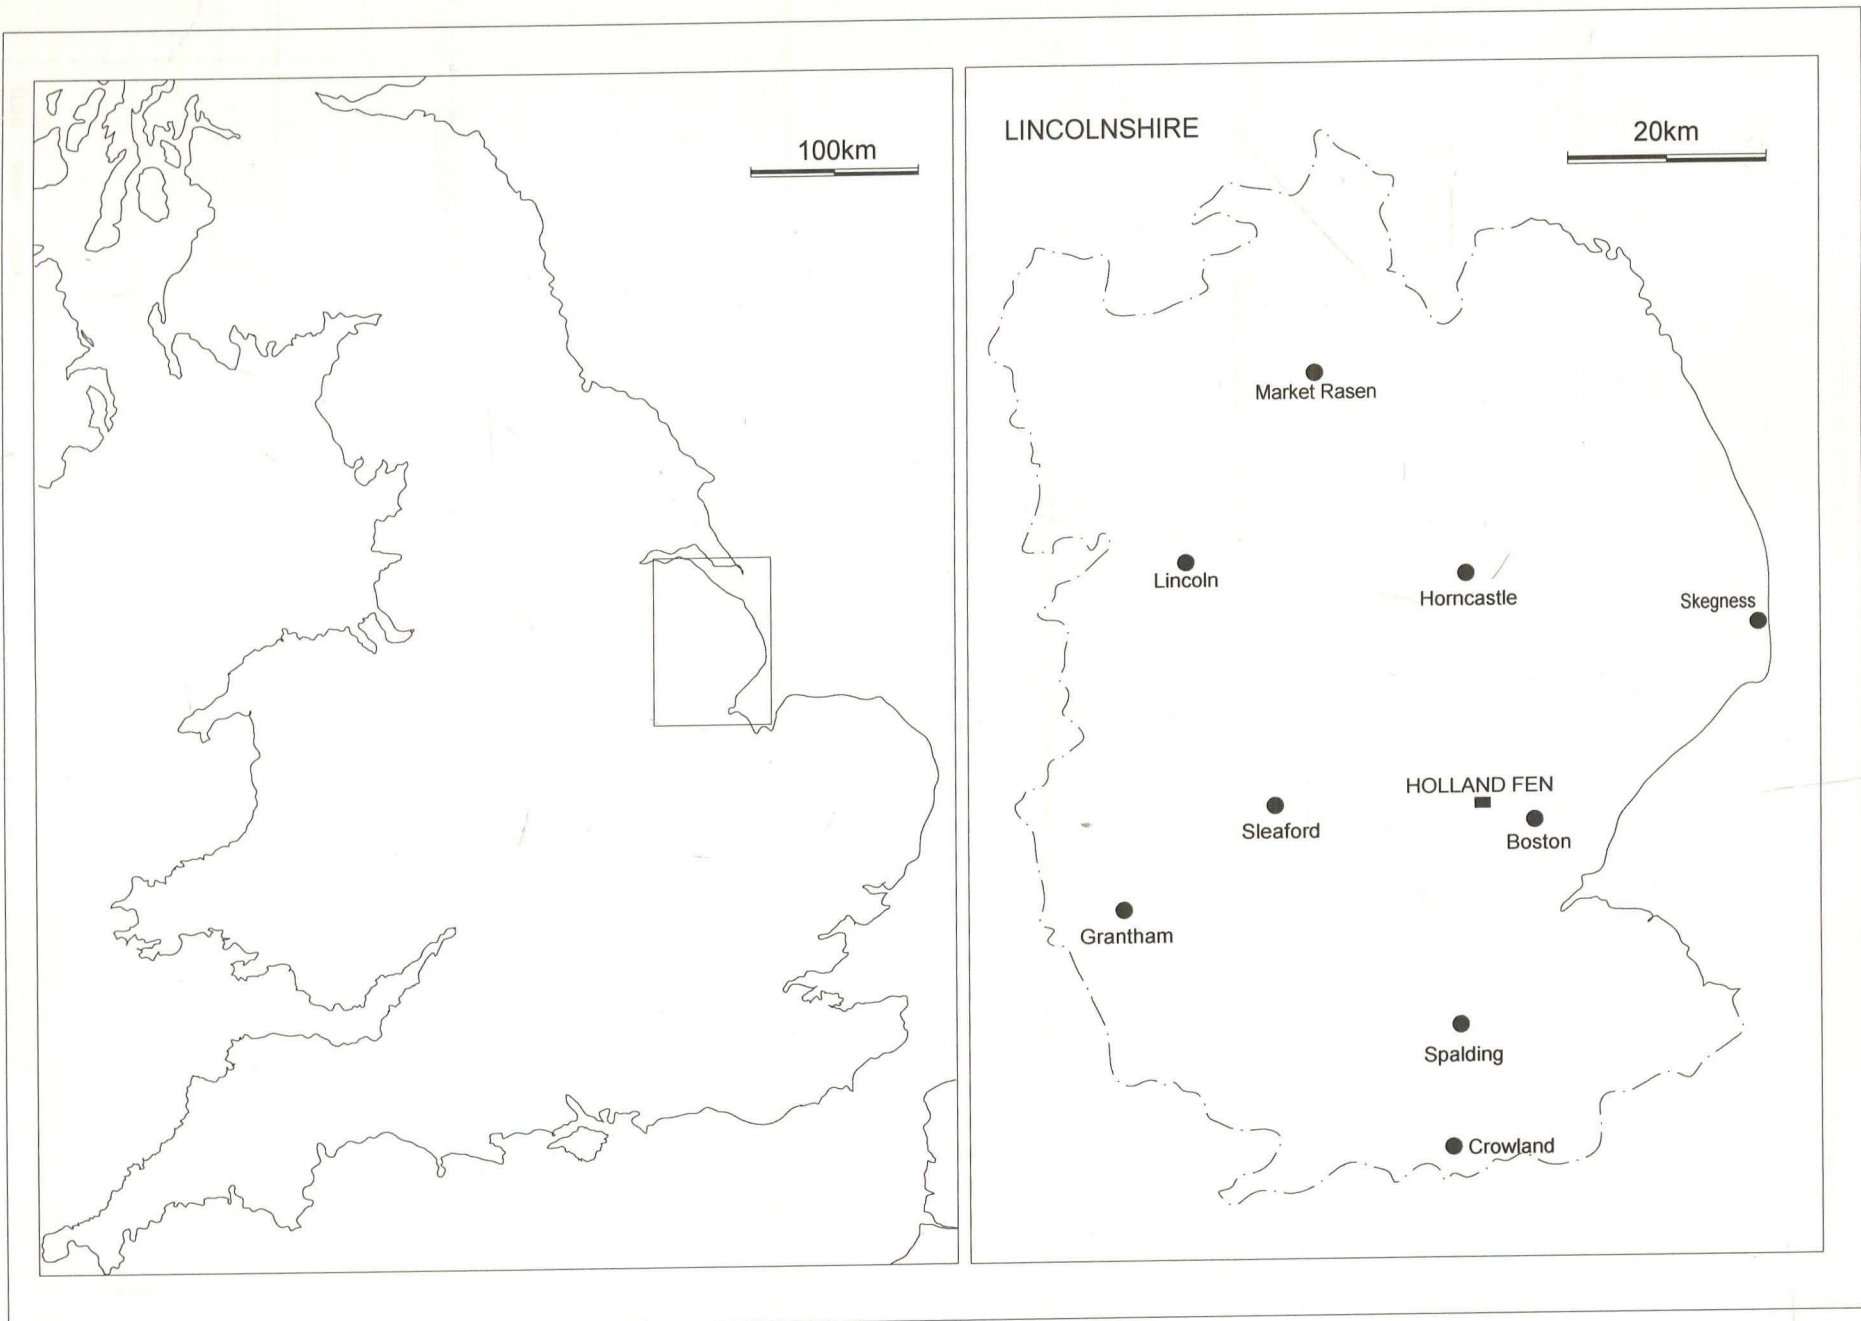 100km
LINCOLNSHIRE
20km
Market Rasen
Lincoln
Horncastle
Skegness
HOLLAND FEN
Sleaford
Boston
Grantham
Spalding
Crowland